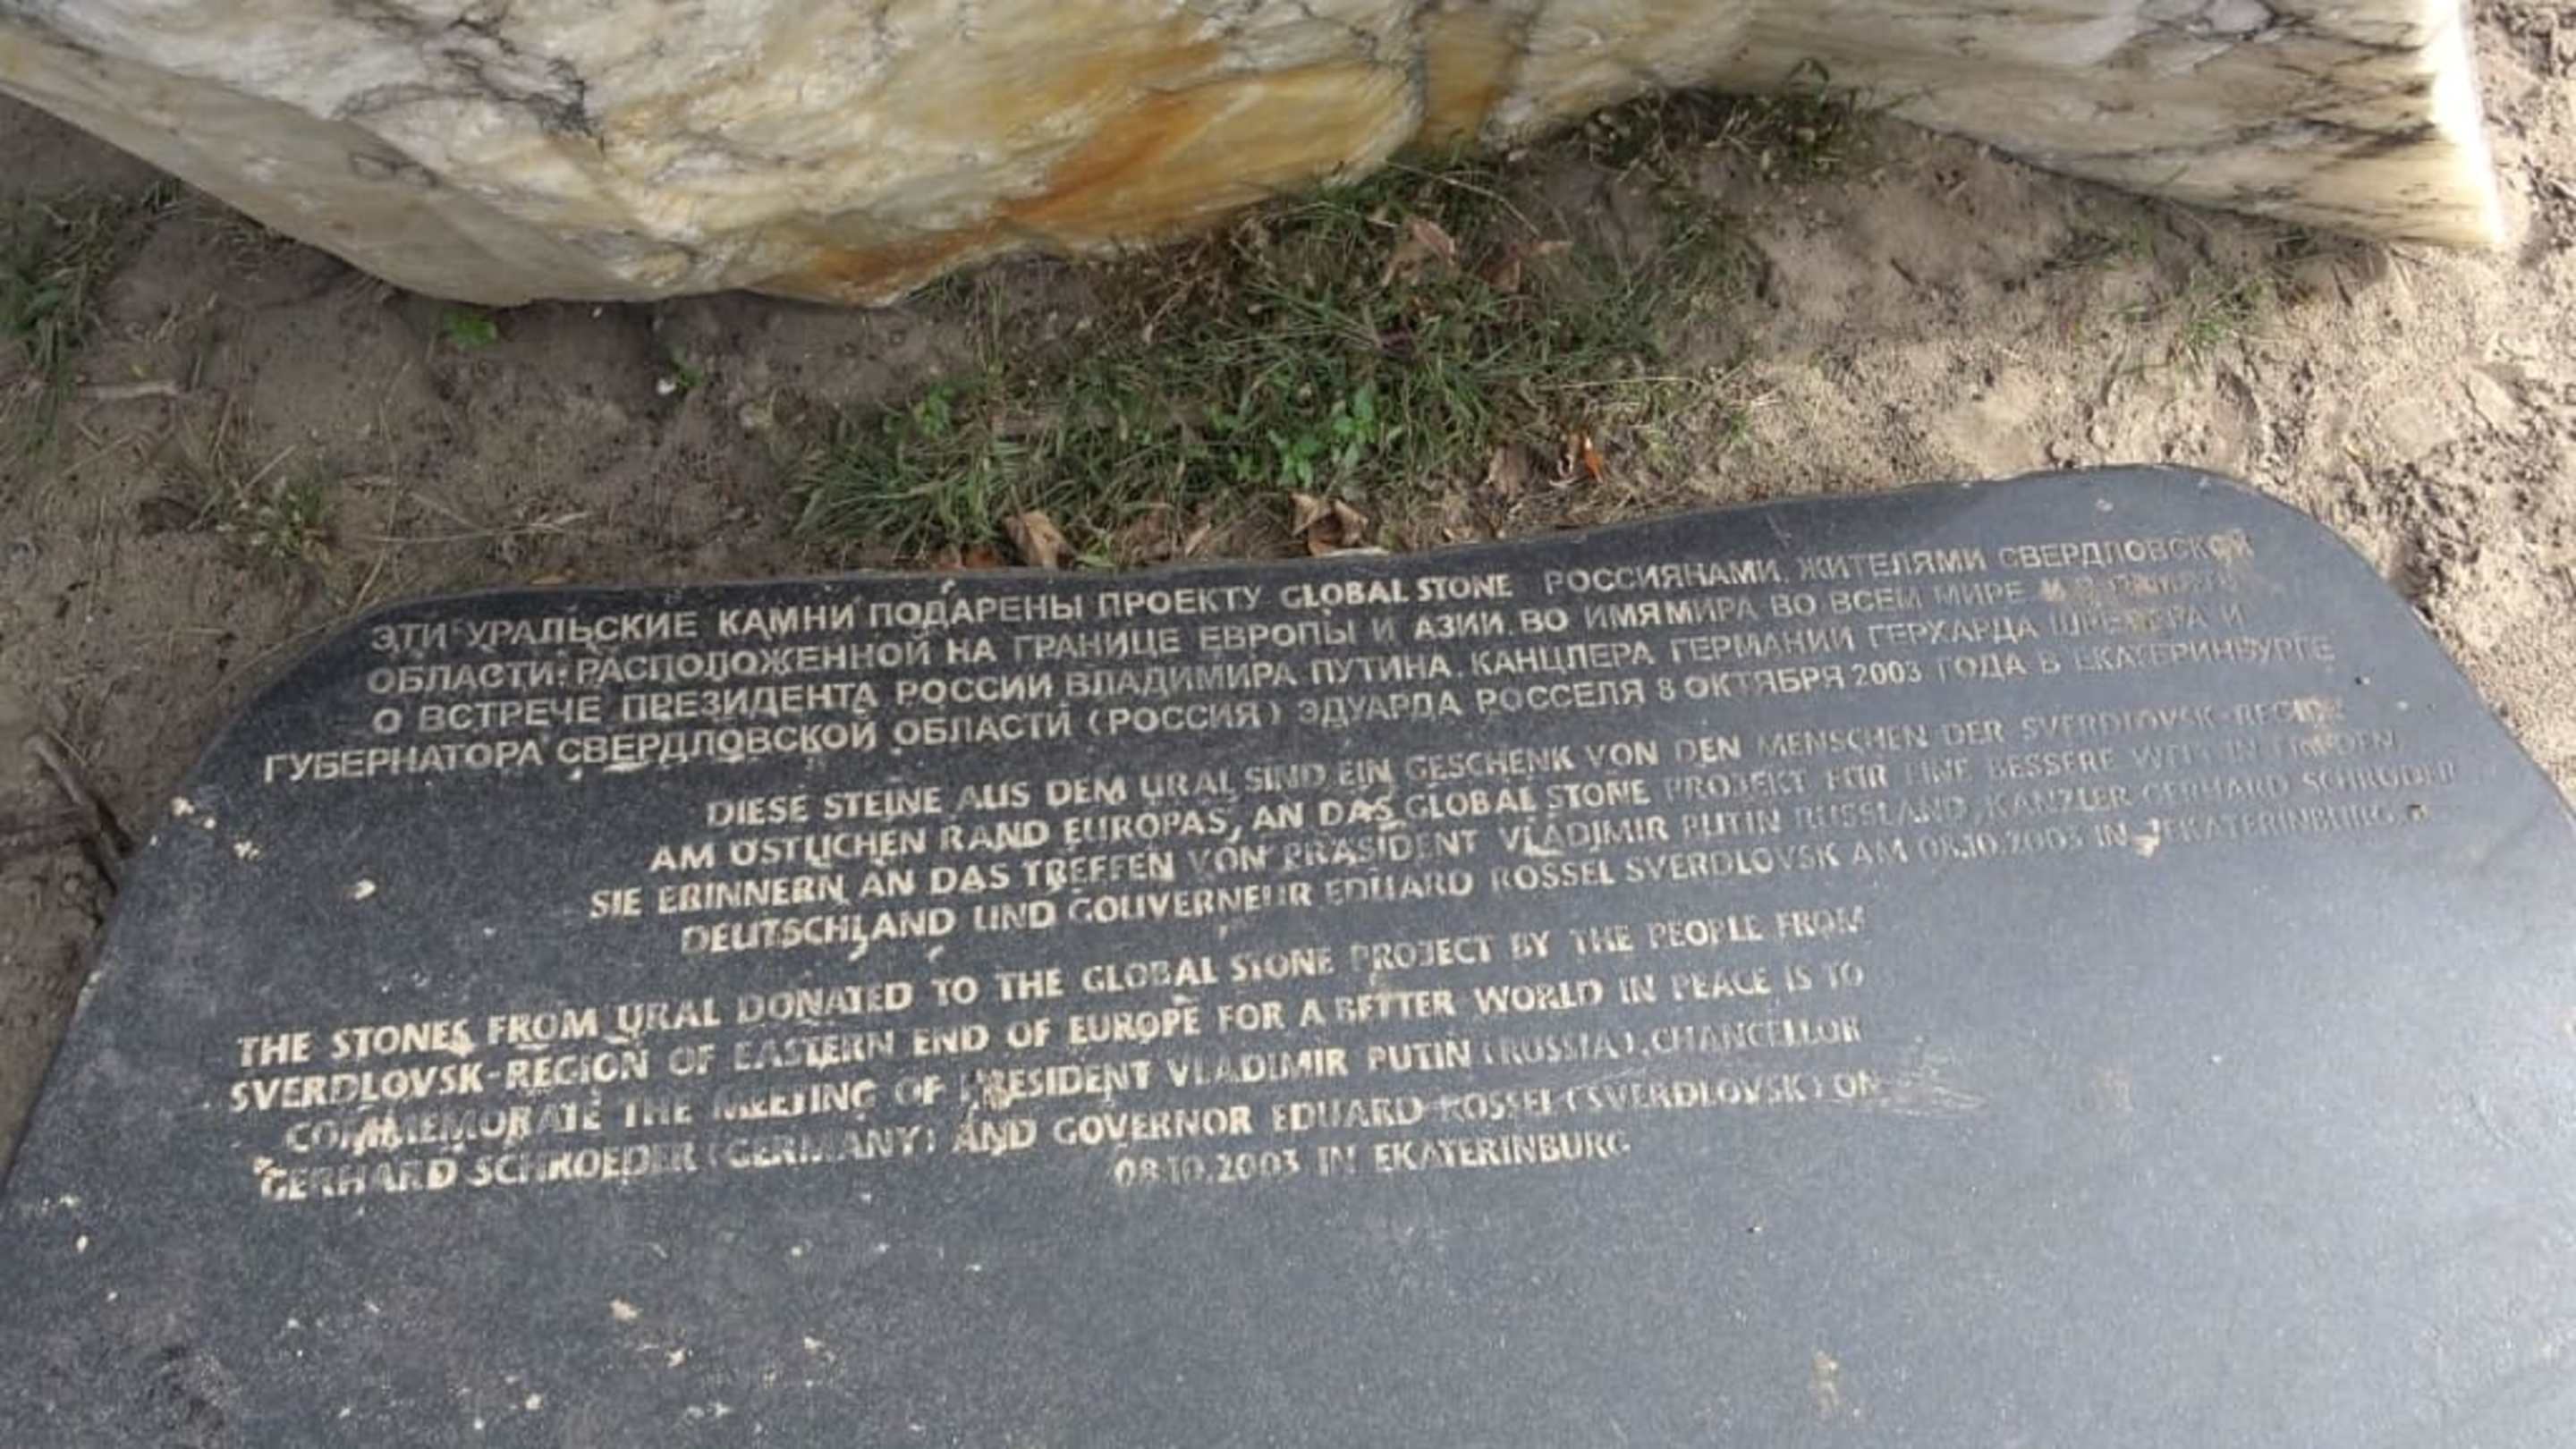 ЭТИ УРАЛЬСКИЕ КАМНИ ПОДАРЕНЫ ПРОЕКТУ GLOBAL STONE РОССИЯНАМИ, ЖИТЕЛЯМИ СВЕРДЛОВСКОЙ
ОБЛАСТИ, РАСПОЛОЖЕННОЙ НА ГРАНИЦЕ ЕВРОПЫ И АЗИИ, ВО ИМЯ МИРА ВО ВСЕМ МИРЕ И В
О ВСТРЕЧЕ ПРЕЗИДЕНТА РОССИИ ВЛАДИМИРА ПУТИНА, КАНЦЛЕРА ГЕРМАНИИ ГЕРХАРДА ШРЕДЕРА И
ГУБЕРНАТОРА СВЕРДЛОВСКОЙ ОБЛАСТИ (РОССИЯ) ЭДУАРДА РОССЕЛЯ 8 ОКТЯБРЯ 2003 ГОДА В ЕКАТЕРИНБУРГЕ
DIESE STEINE AUS DEM URAL SIND EIN GESCHENK VON DEN MENSCHEN DER SVERDLOVSK-REGION
AM ÖSTLICHEN RAND EUROPAS, AN DAS GLOBAL STONE PROJEKT FÜR EINE BESSERE WELT IN FRIEDEN
SIE ERINNERN AN DAS TREFFEN VON PRÄSIDENT VLADIMIR PUTIN RUSSLAND, KANZLER GERHARD SCHRÖDER
DEUTSCHLAND UND GOUVERNEUR EDUARD ROSSEL SVERDLOVSK AM 08.10.2003 IN JEKATERINBURG
THE STONES FROM URAL DONATED TO THE GLOBAL STONE PROJECT BY THE PEOPLE FROM
SVERDLOVSK-REGION OF EASTERN END OF EUROPE FOR A BETTER WORLD IN PEACE, IS TO
COMMEMORATE THE MEETING OF PRESIDENT VLADIMIR PUTIN (RUSSIA), CHANCELLOR
GERHARD SCHROEDER (GERMANY) AND GOVERNOR EDUARD ROSSEL (SVERDLOVSK) ON
08.10.2003 IN EKATERINBURG